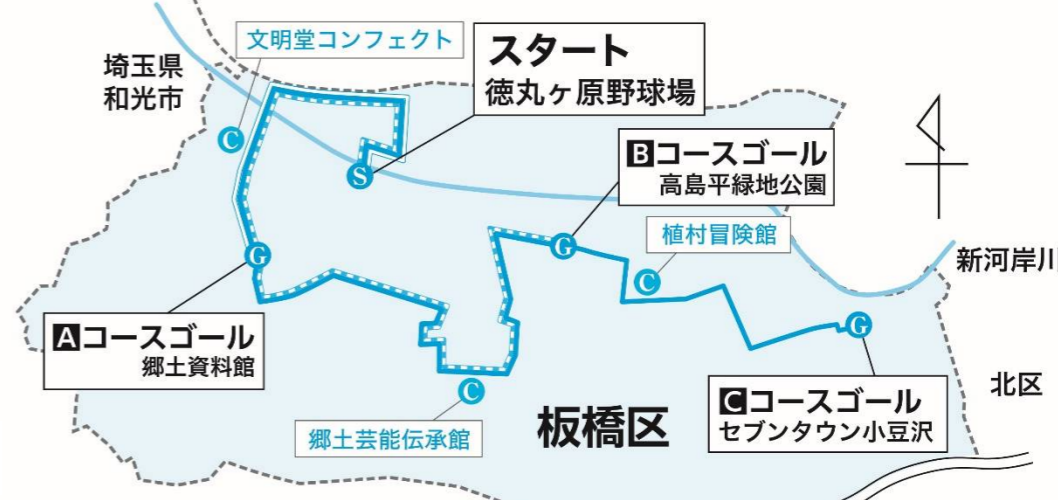 文明堂コンフェクト
スタート
徳丸ヶ原野球場
埼玉県
和光市
C
S
Bコースゴール
高島平緑地公園
G
植村冒険館
C
新河岸川
G
Aコースゴール
郷土資料館
G
Cコースゴール
セブンタウン小豆沢
北区
C
郷土芸能伝承館
板橋区